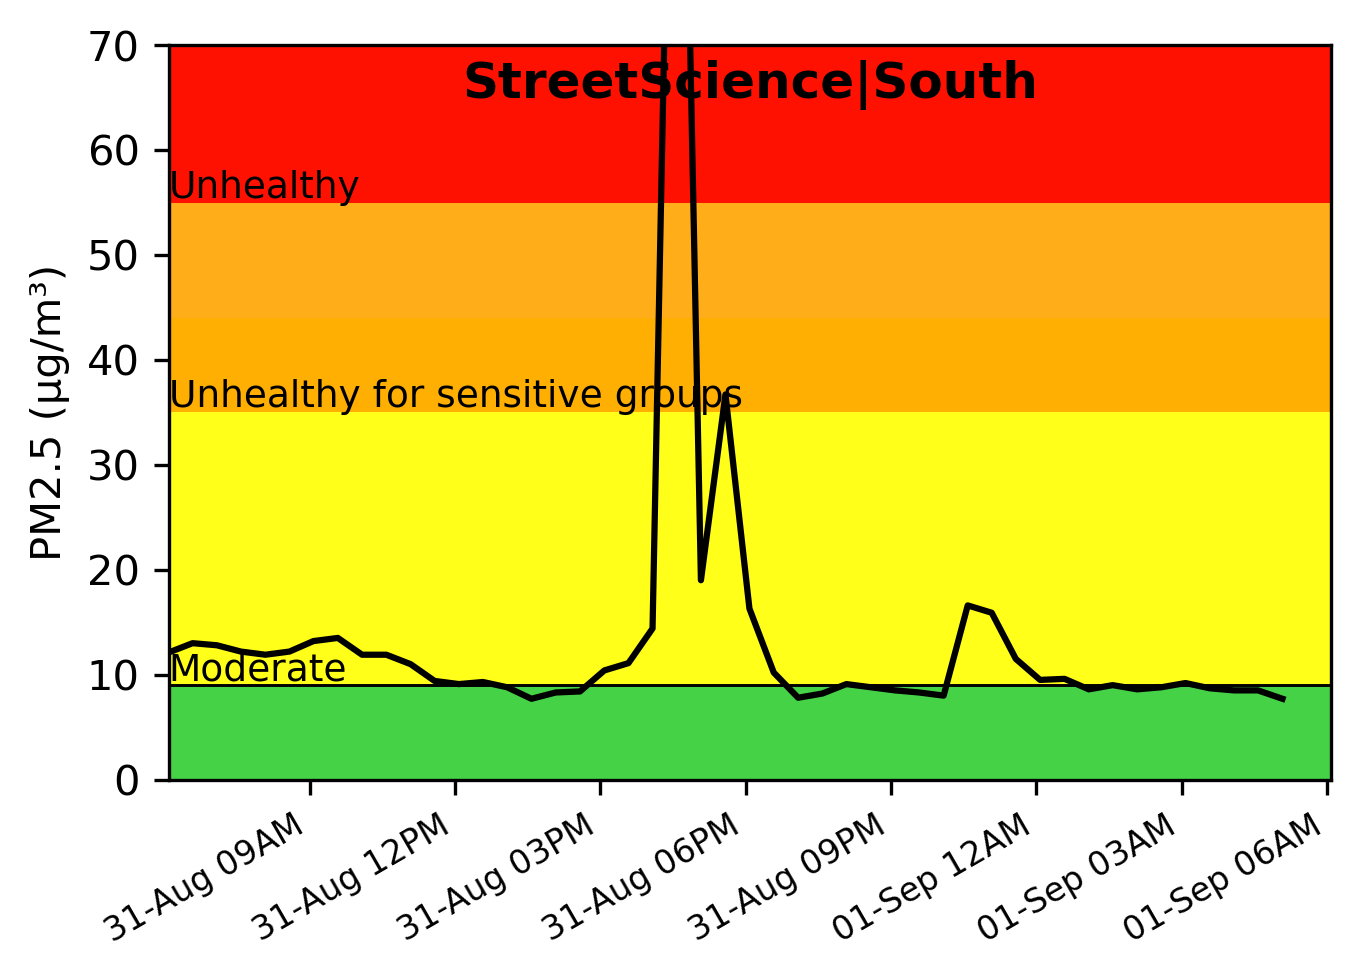 StreetScience|South
PM2.5 (µg/m³)
70
60
50
40
30
20
10
0
Unhealthy
Unhealthy for sensitive groups
Moderate
31-Aug 09AM
31-Aug 12PM
31-Aug 03PM
31-Aug 06PM
31-Aug 09PM
01-Sep 12AM
01-Sep 03AM
01-Sep 06AM